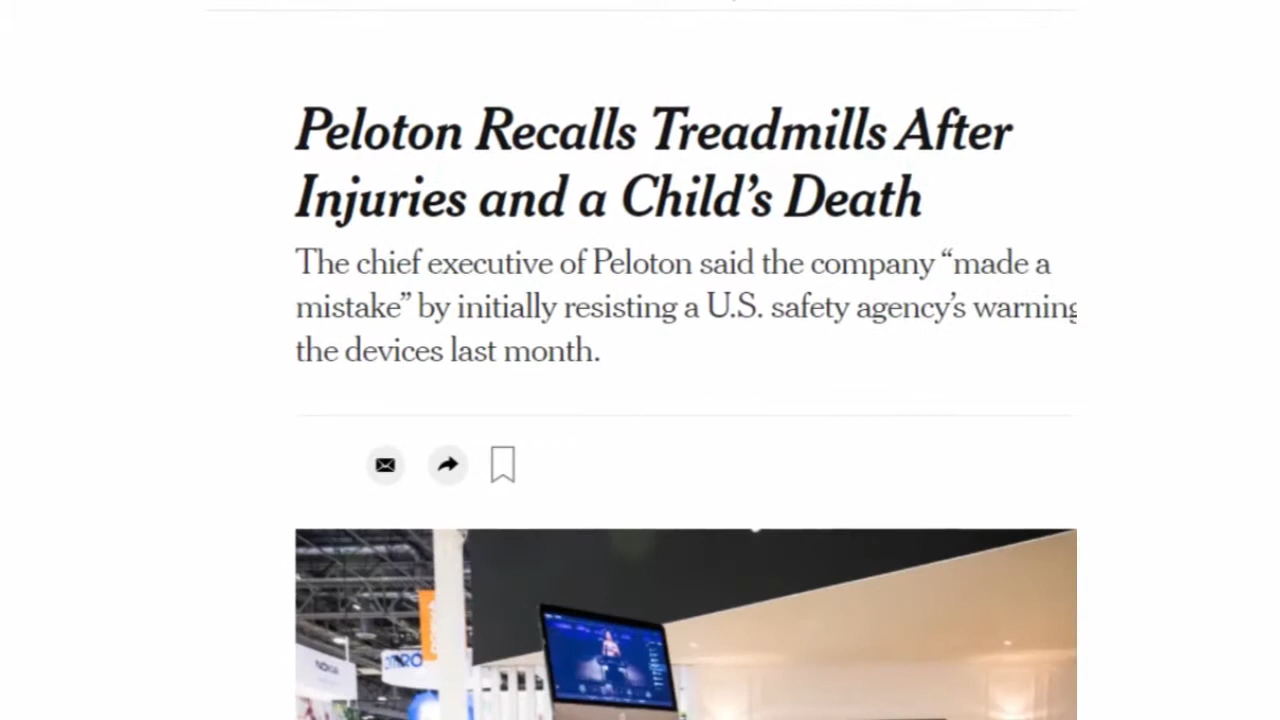 Peloton Recalls Treadmills After
Injuries and a Child’s Death
The chief executive of Peloton said the company “made a
mistake” by initially resisting a U.S. safety agency’s warning
the devices last month.
NOKIA